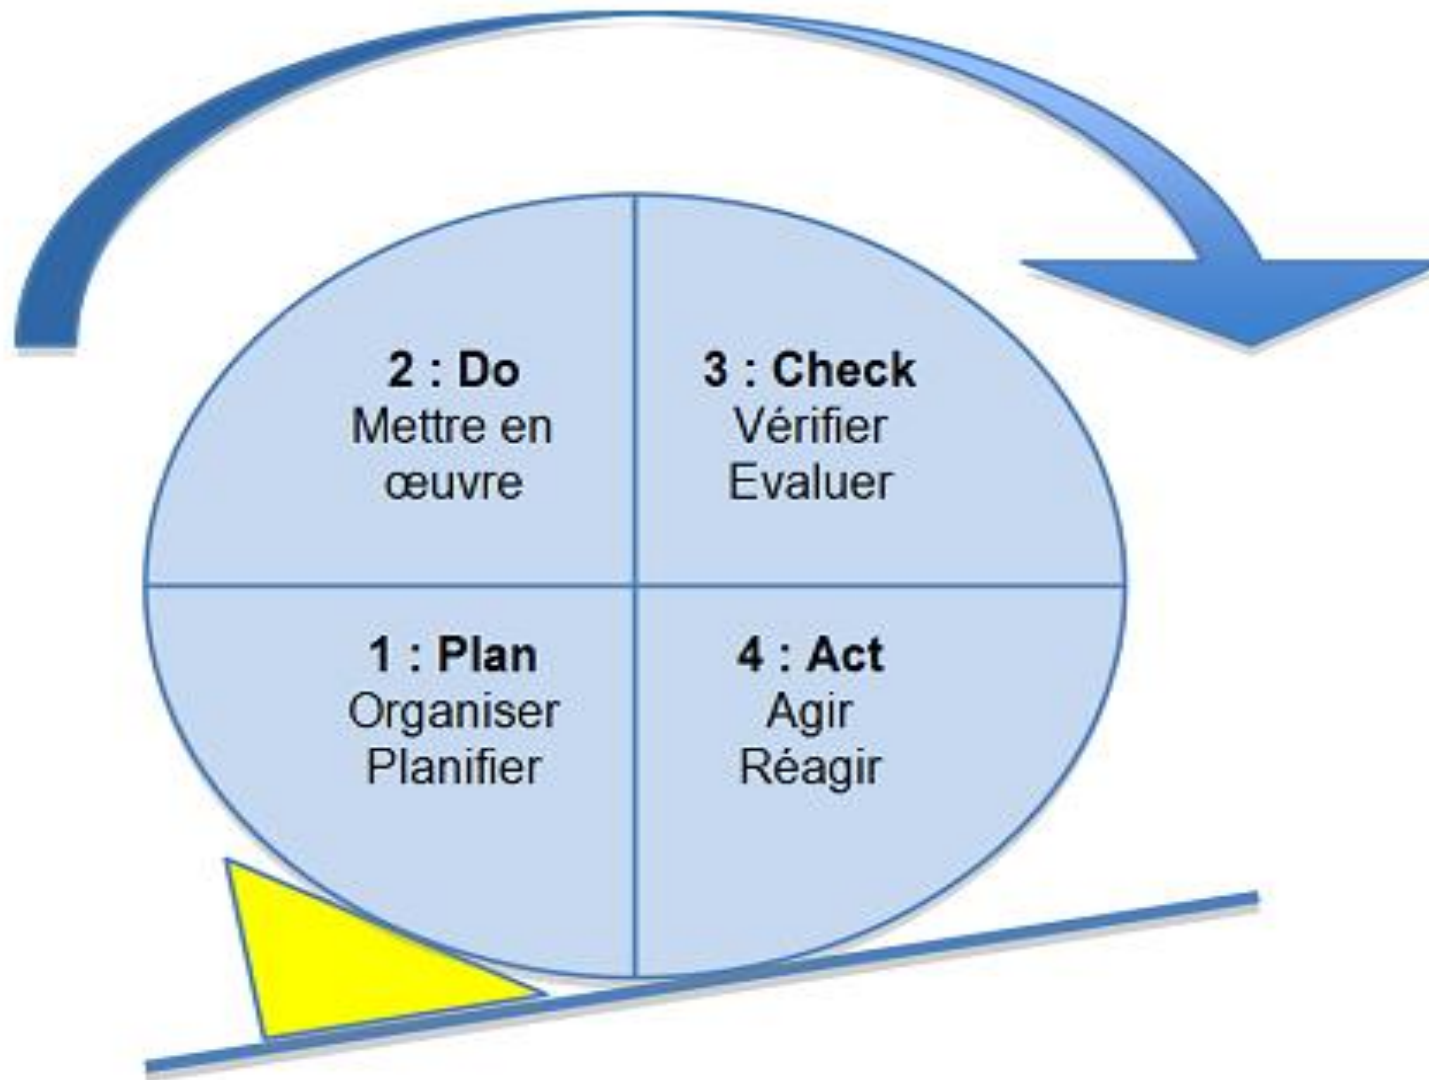 2 : Do
Mettre en
œuvre
3 : Check
Vérifier
Evaluer
1 : Plan
Organiser
Planifier
4 : Act
Agir
Réagir